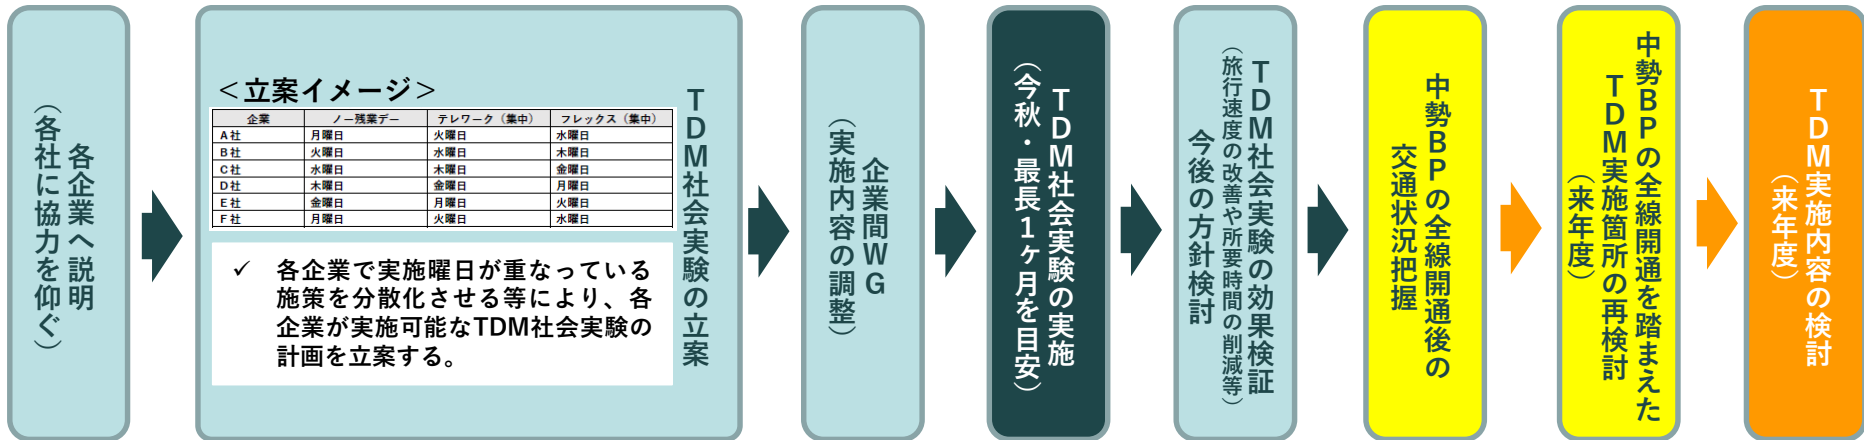 各企業へ説明
（各社に協力を仰ぐ）
TDM社会実験の立案
＜立案イメージ＞
企業 ノー残業デー テレワーク（集中） フレックス（集中）
A社 月曜日 火曜日 水曜日
B社 火曜日 水曜日 木曜日
C社 水曜日 木曜日 金曜日
D社 木曜日 金曜日 月曜日
E社 金曜日 月曜日 火曜日
F社 月曜日 火曜日 水曜日
✓ 各企業で実施曜日が重なっている
施策を分散化させる等により、各
企業が実施可能なTDM社会実験の
計画を立案する。
企業間WG
（実施内容の調整）
TDM社会実験の実施
（今秋・最長１ヶ月を目安）
TDM社会実験の効果検証
（旅行速度の改善や所要時間の削減等）
今後の方針検討
中勢BPの全線開通後の
交通状況把握
中勢BPの全線開通を踏まえた
TDM実施箇所の再検討
（来年度）
TDM実施内容の検討
（来年度）